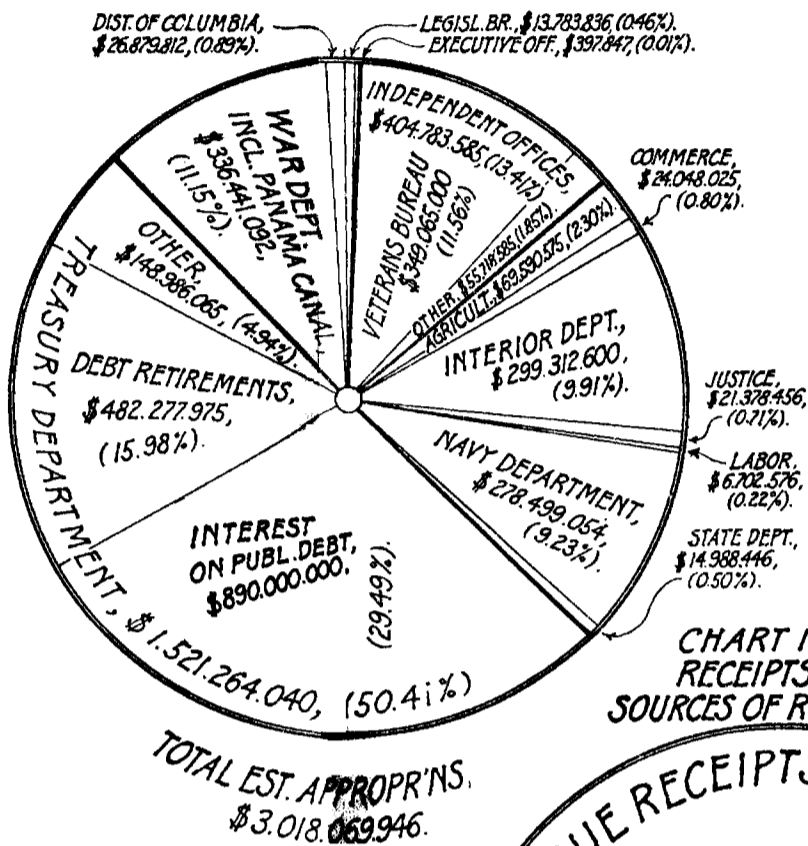 DIST. OF COLUMBIA,
$26.879.812, (0.89%).
LEGISL. BR., $13.783.836, (0.46%).
EXECUTIVE OFF., $397.847, (0.01%).
INDEPENDENT OFFICES,
$404.783.585, (13.41%)
VETERANS BUREAU
$349.065.000
(11.56%)
OTHER, $55.718.585, (1.85%).
AGRICULT., $69.590.575, (2.30%).
COMMERCE,
$24.048.025,
(0.80%).
INTERIOR DEPT.,
$299.312.600,
(9.91%).
JUSTICE,
$21.378.456,
(0.71%).
LABOR,
$6.702.576,
(0.22%).
NAVY DEPARTMENT,
$278.499.054,
(9.23%).
STATE DEPT.,
$14.988.446,
(0.50%).
WAR DEPT.
INCL. PANAMA CANAL,
$336.441.092,
(11.15%).
OTHER,
$148.986.065, (4.94%).
DEBT RETIREMENTS,
$482.277.975,
(15.98%).
INTEREST
ON PUBL. DEBT,
$890.000.000,
(29.49%).
TREASURY DEPARTMENT, $1.521.264.040, (50.41%)
TOTAL EST. APPROPR'NS.
$3.018.069.946.
CHART
RECEIPTS
SOURCES OF R
UE RECEIPTS